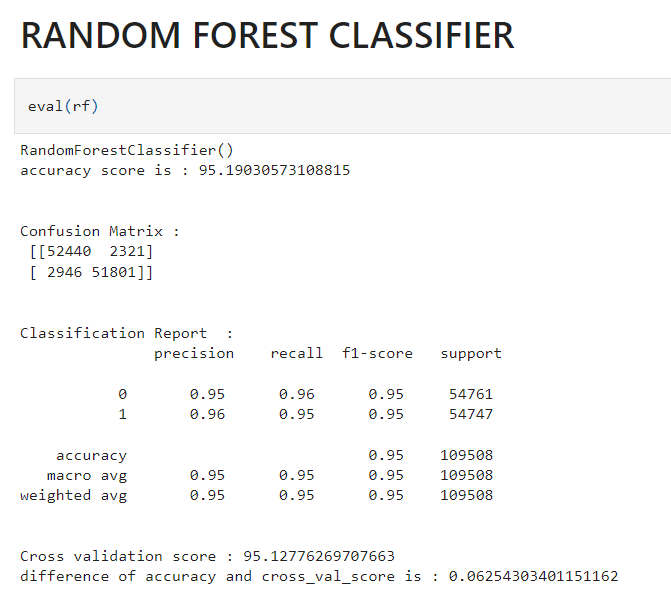 RANDOM FOREST CLASSIFIER
eval(rf)
RandomForestClassifier()
accuracy score is : 95.19030573108815
Confusion Matrix :
[[52440  2321]
[ 2946 51801]]
Classification Report  :
precision    recall  f1-score   support
0       0.95      0.96      0.95     54761
1       0.96      0.95      0.95     54747
accuracy                           0.95    109508
macro avg       0.95      0.95      0.95    109508
weighted avg       0.95      0.95      0.95    109508
Cross validation score : 95.12776269707663
difference of accuracy and cross_val_score is : 0.06254303401151162